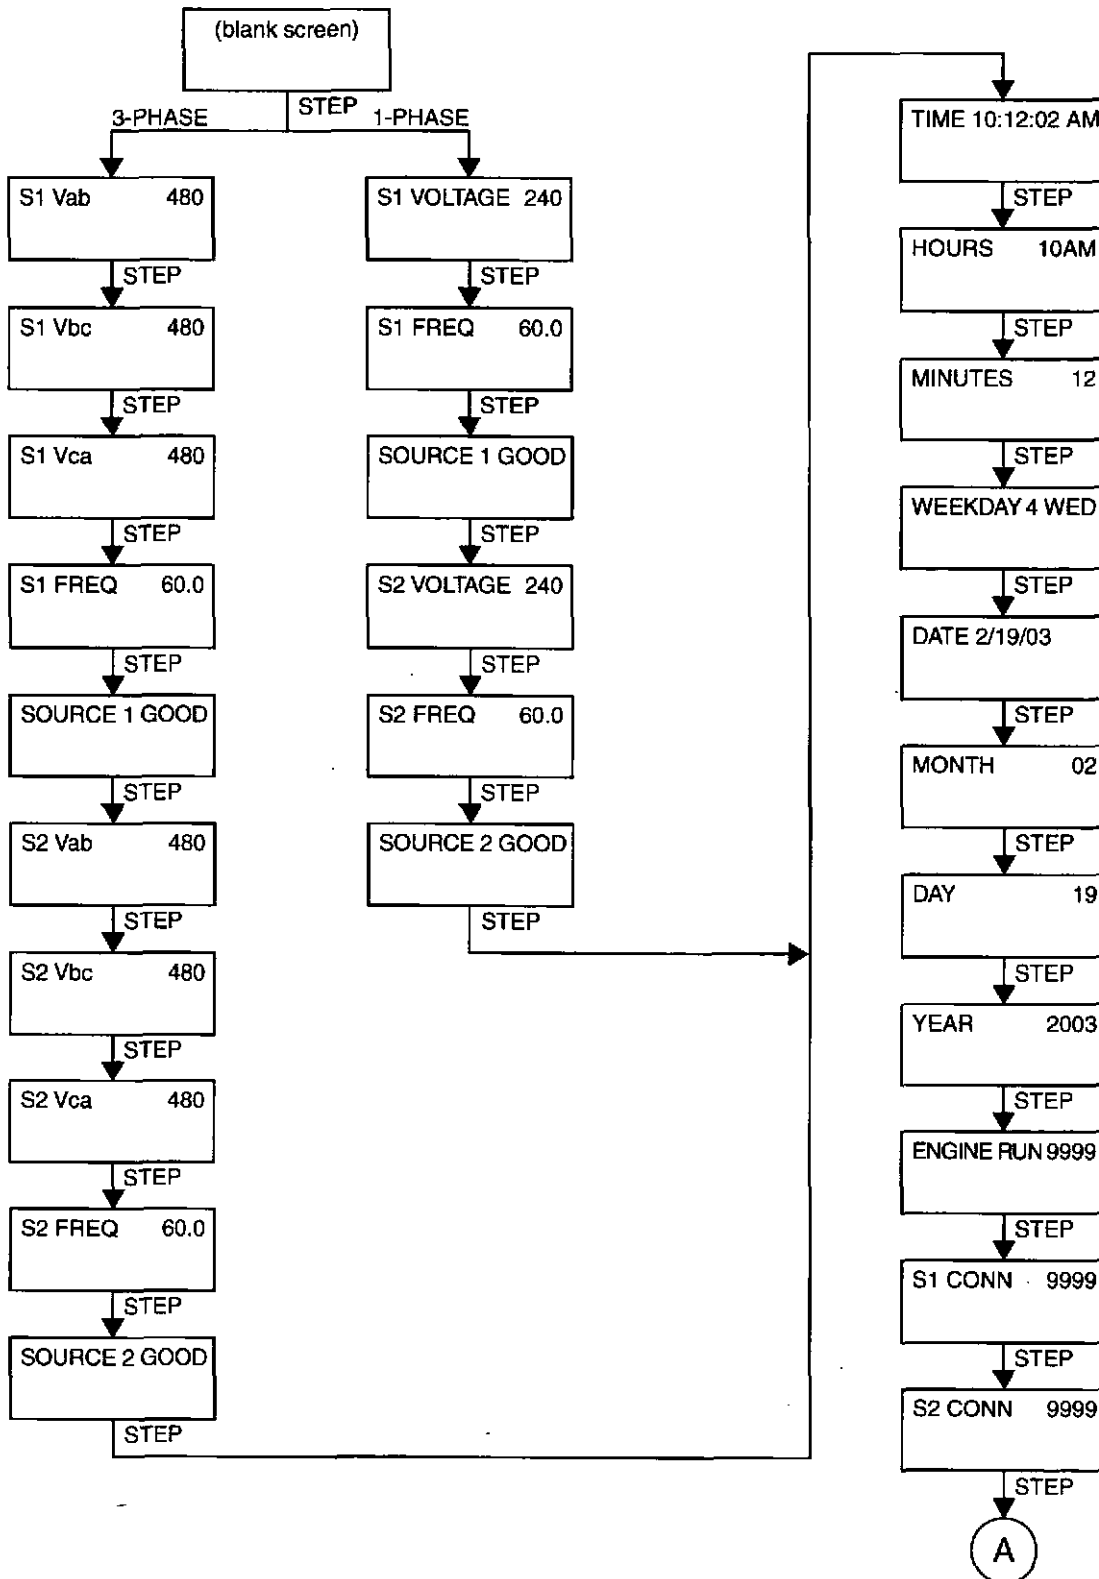 (blank screen)
STEP
3-PHASE
1-PHASE
S1 Vab 480
STEP
S1 Vbc 480
STEP
S1 Vca 480
STEP
S1 FREQ 60.0
STEP
SOURCE 1 GOOD
STEP
S2 Vab 480
STEP
S2 Vbc 480
STEP
S2 Vca 480
STEP
S2 FREQ 60.0
STEP
SOURCE 2 GOOD
STEP
S1 VOLTAGE 240
STEP
S1 FREQ 60.0
STEP
SOURCE 1 GOOD
STEP
S2 VOLTAGE 240
STEP
S2 FREQ 60.0
STEP
SOURCE 2 GOOD
STEP
TIME 10:12:02 AM
STEP
HOURS 10AM
STEP
MINUTES 12
STEP
WEEKDAY 4 WED
STEP
DATE 2/19/03
STEP
MONTH 02
STEP
DAY 19
STEP
YEAR 2003
STEP
ENGINE RUN 9999
STEP
S1 CONN 9999
STEP
S2 CONN 9999
STEP
A